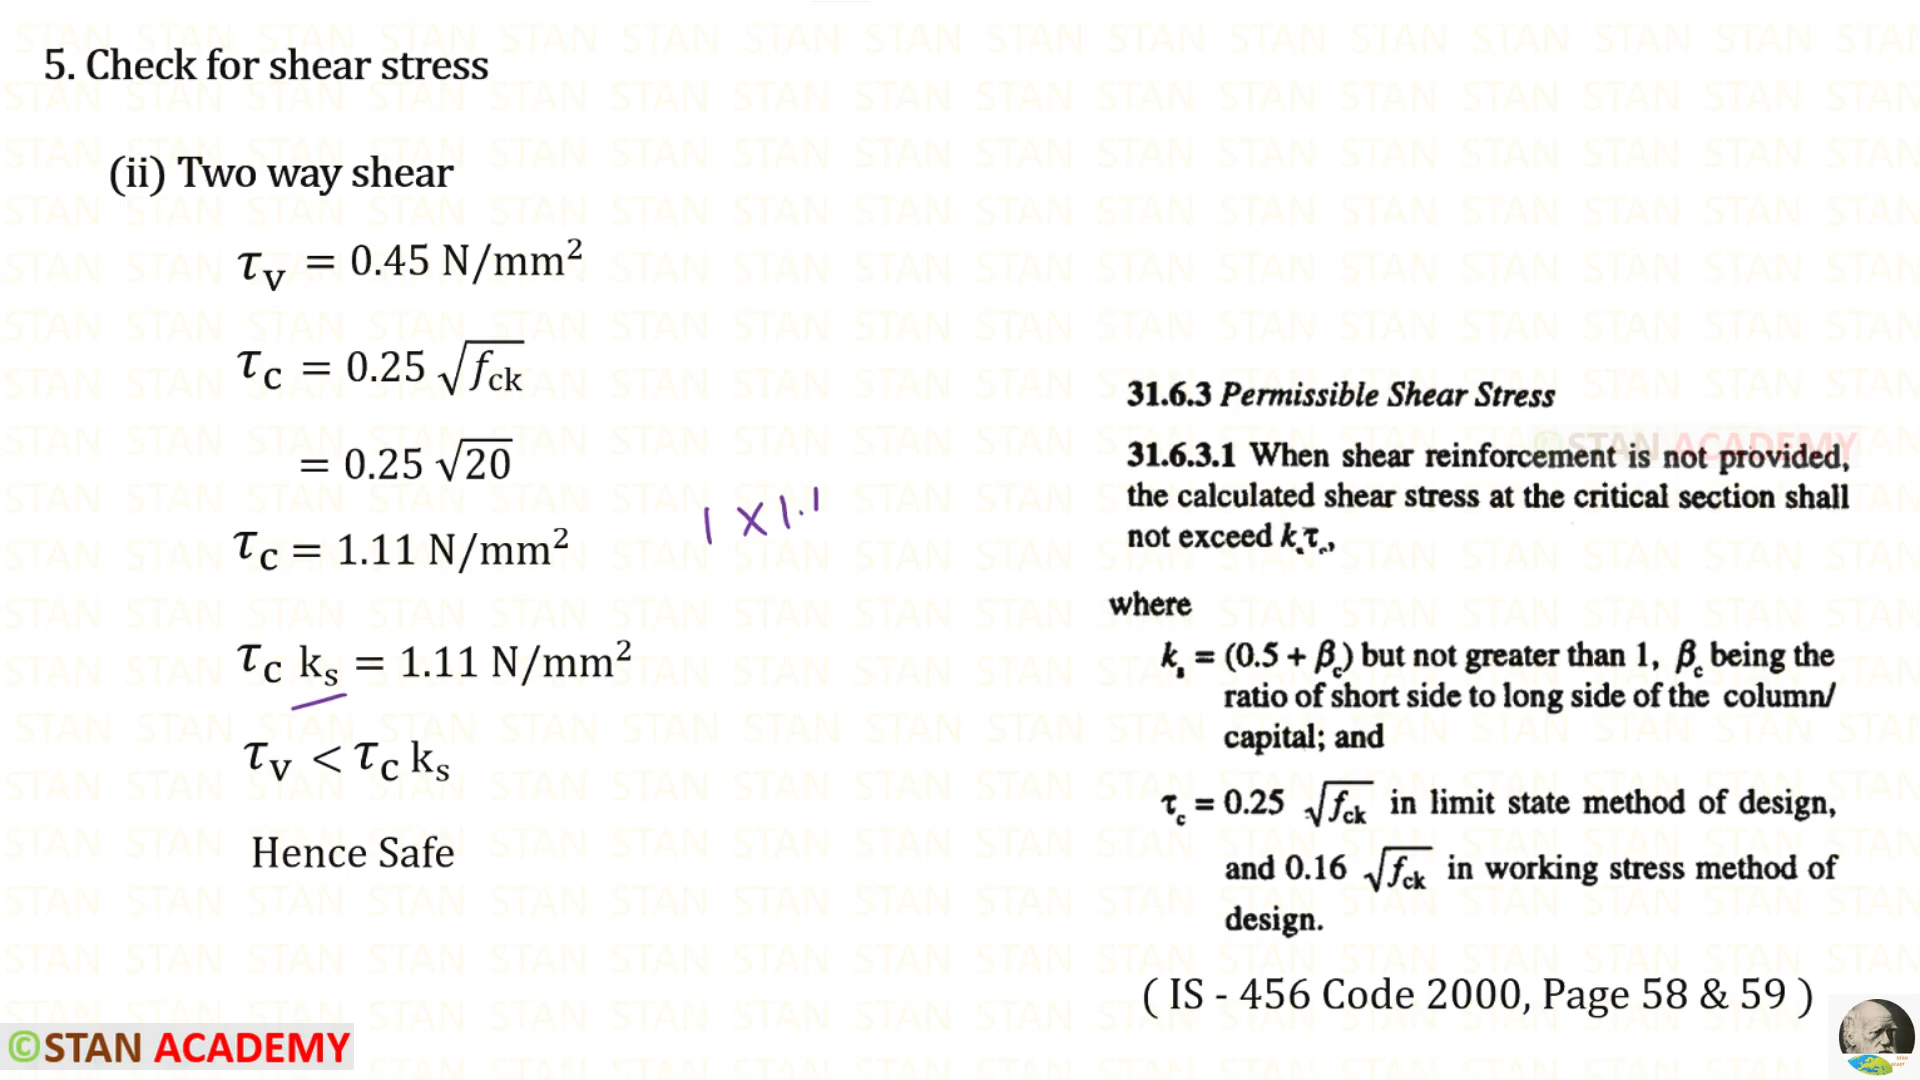 5. Check for shear stress
(ii) Two way shear
τv = 0.45 N/mm²
τc = 0.25 √fck
= 0.25 √20
τc = 1.11 N/mm²
1 × 1.1
τc ks = 1.11 N/mm²
τv < τc ks
Hence Safe
31.6.3 Permissible Shear Stress
©STAN ACADEMY
31.6.3.1 When shear reinforcement is not provided,
the calculated shear stress at the critical section shall
not exceed ksτc,
where
ks = (0.5 + βc) but not greater than 1, βc being the
ratio of short side to long side of the column/
capital; and
τc = 0.25 √fck in limit state method of design,
and 0.16 √fck in working stress method of
design.
( IS - 456 Code 2000, Page 58 & 59 )
©STAN ACADEMY